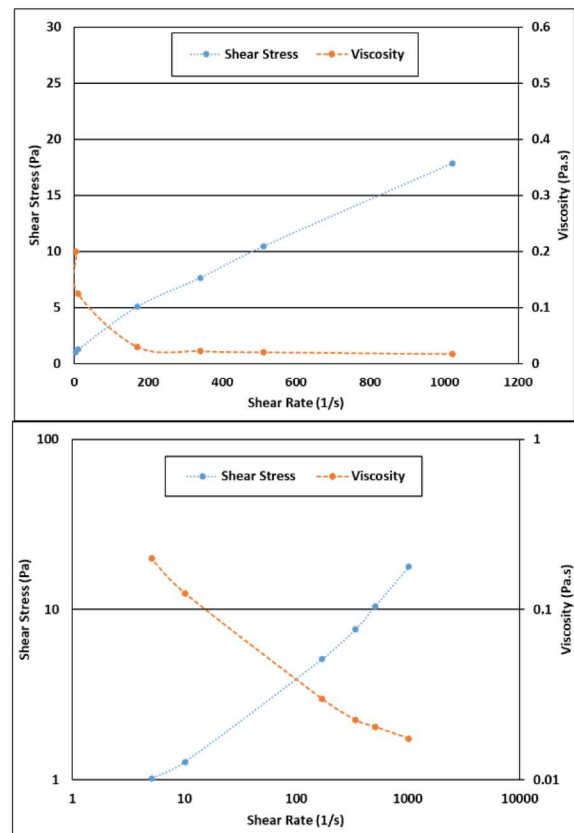 Shear Stress Viscosity
30
25
20
15
10
5
0
Shear Stress (Pa)
0.6
0.5
0.4
0.3
0.2
0.1
0
Viscosity (Pa.s)
0 200 400 600 800 1000 1200
Shear Rate (1/s)
Shear Stress Viscosity
100
10
1
Shear Stress (Pa)
1
0.1
0.01
Viscosity (Pa.s)
1 10 100 1000 10000
Shear Rate (1/s)